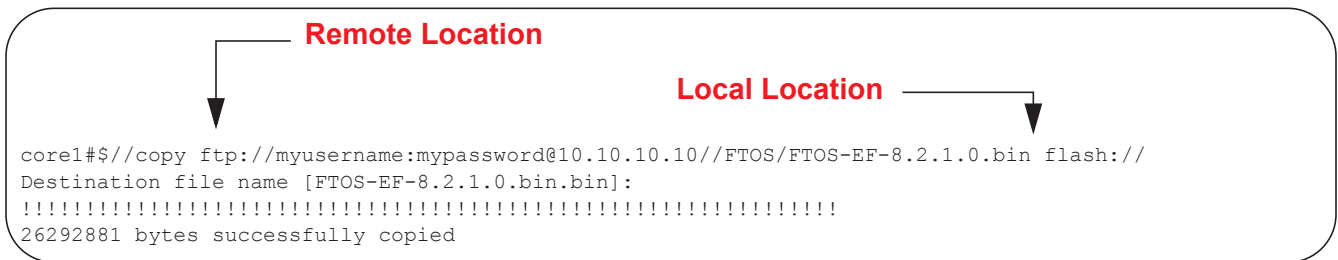 Remote Location
Local Location
core1#$//copy ftp://myusername:mypassword@10.10.10.10//FTOS/FTOS-EF-8.2.1.0.bin flash://
Destination file name [FTOS-EF-8.2.1.0.bin.bin]:
!!!!!!!!!!!!!!!!!!!!!!!!!!!!!!!!!!!!!!!!!!!!!!!!!!!!!!!!!!!!!!!!
26292881 bytes successfully copied